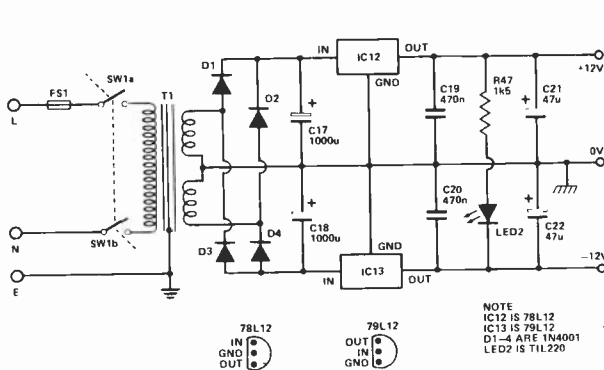 IN
IC12
OUT
GND
+12V
D1
D2
SW1a
FS1
T1
L
+
C17
1000u
C19
470n
R47
1k5
+
C21
47u
0V
+
C18
1000u
C20
470n
LED2
+
C22
47u
N
SW1b
D3
D4
GND
IC13
IN
OUT
−12V
E
NOTE
IC12 IS 78L12
IC13 IS 79L12
D1–4 ARE 1N4001
LED2 IS TIL220
78L12
IN
GND
OUT
79L12
OUT
IN
GND